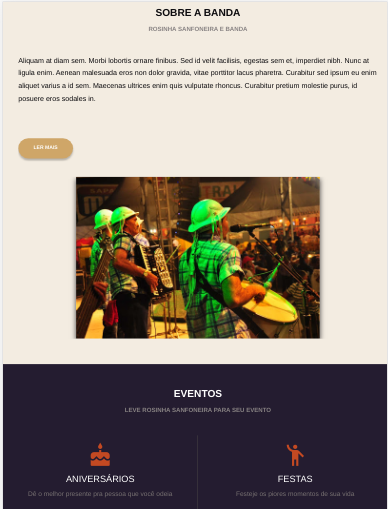 SOBRE A BANDA
ROSINHA SANFONEIRA E BANDA
Aliquam at diam sem. Morbi lobortis ornare finibus. Sed id velit facilisis, egestas sem et, imperdiet nibh. Nunc at
ligula enim. Aenean malesuada eros non dolor gravida, vitae porttitor lacus pharetra. Curabitur sed ipsum eu enim
aliquet varius a id sem. Maecenas ultrices enim quis vulputate rhoncus. Curabitur pretium molestie purus, id
posuere eros sodales in.
LER MAIS
EVENTOS
LEVE ROSINHA SANFONEIRA PARA SEU EVENTO
ANIVERSÁRIOS
FESTAS
Dê o melhor presente pra pessoa que você odeia
Festeje os piores momentos de sua vida